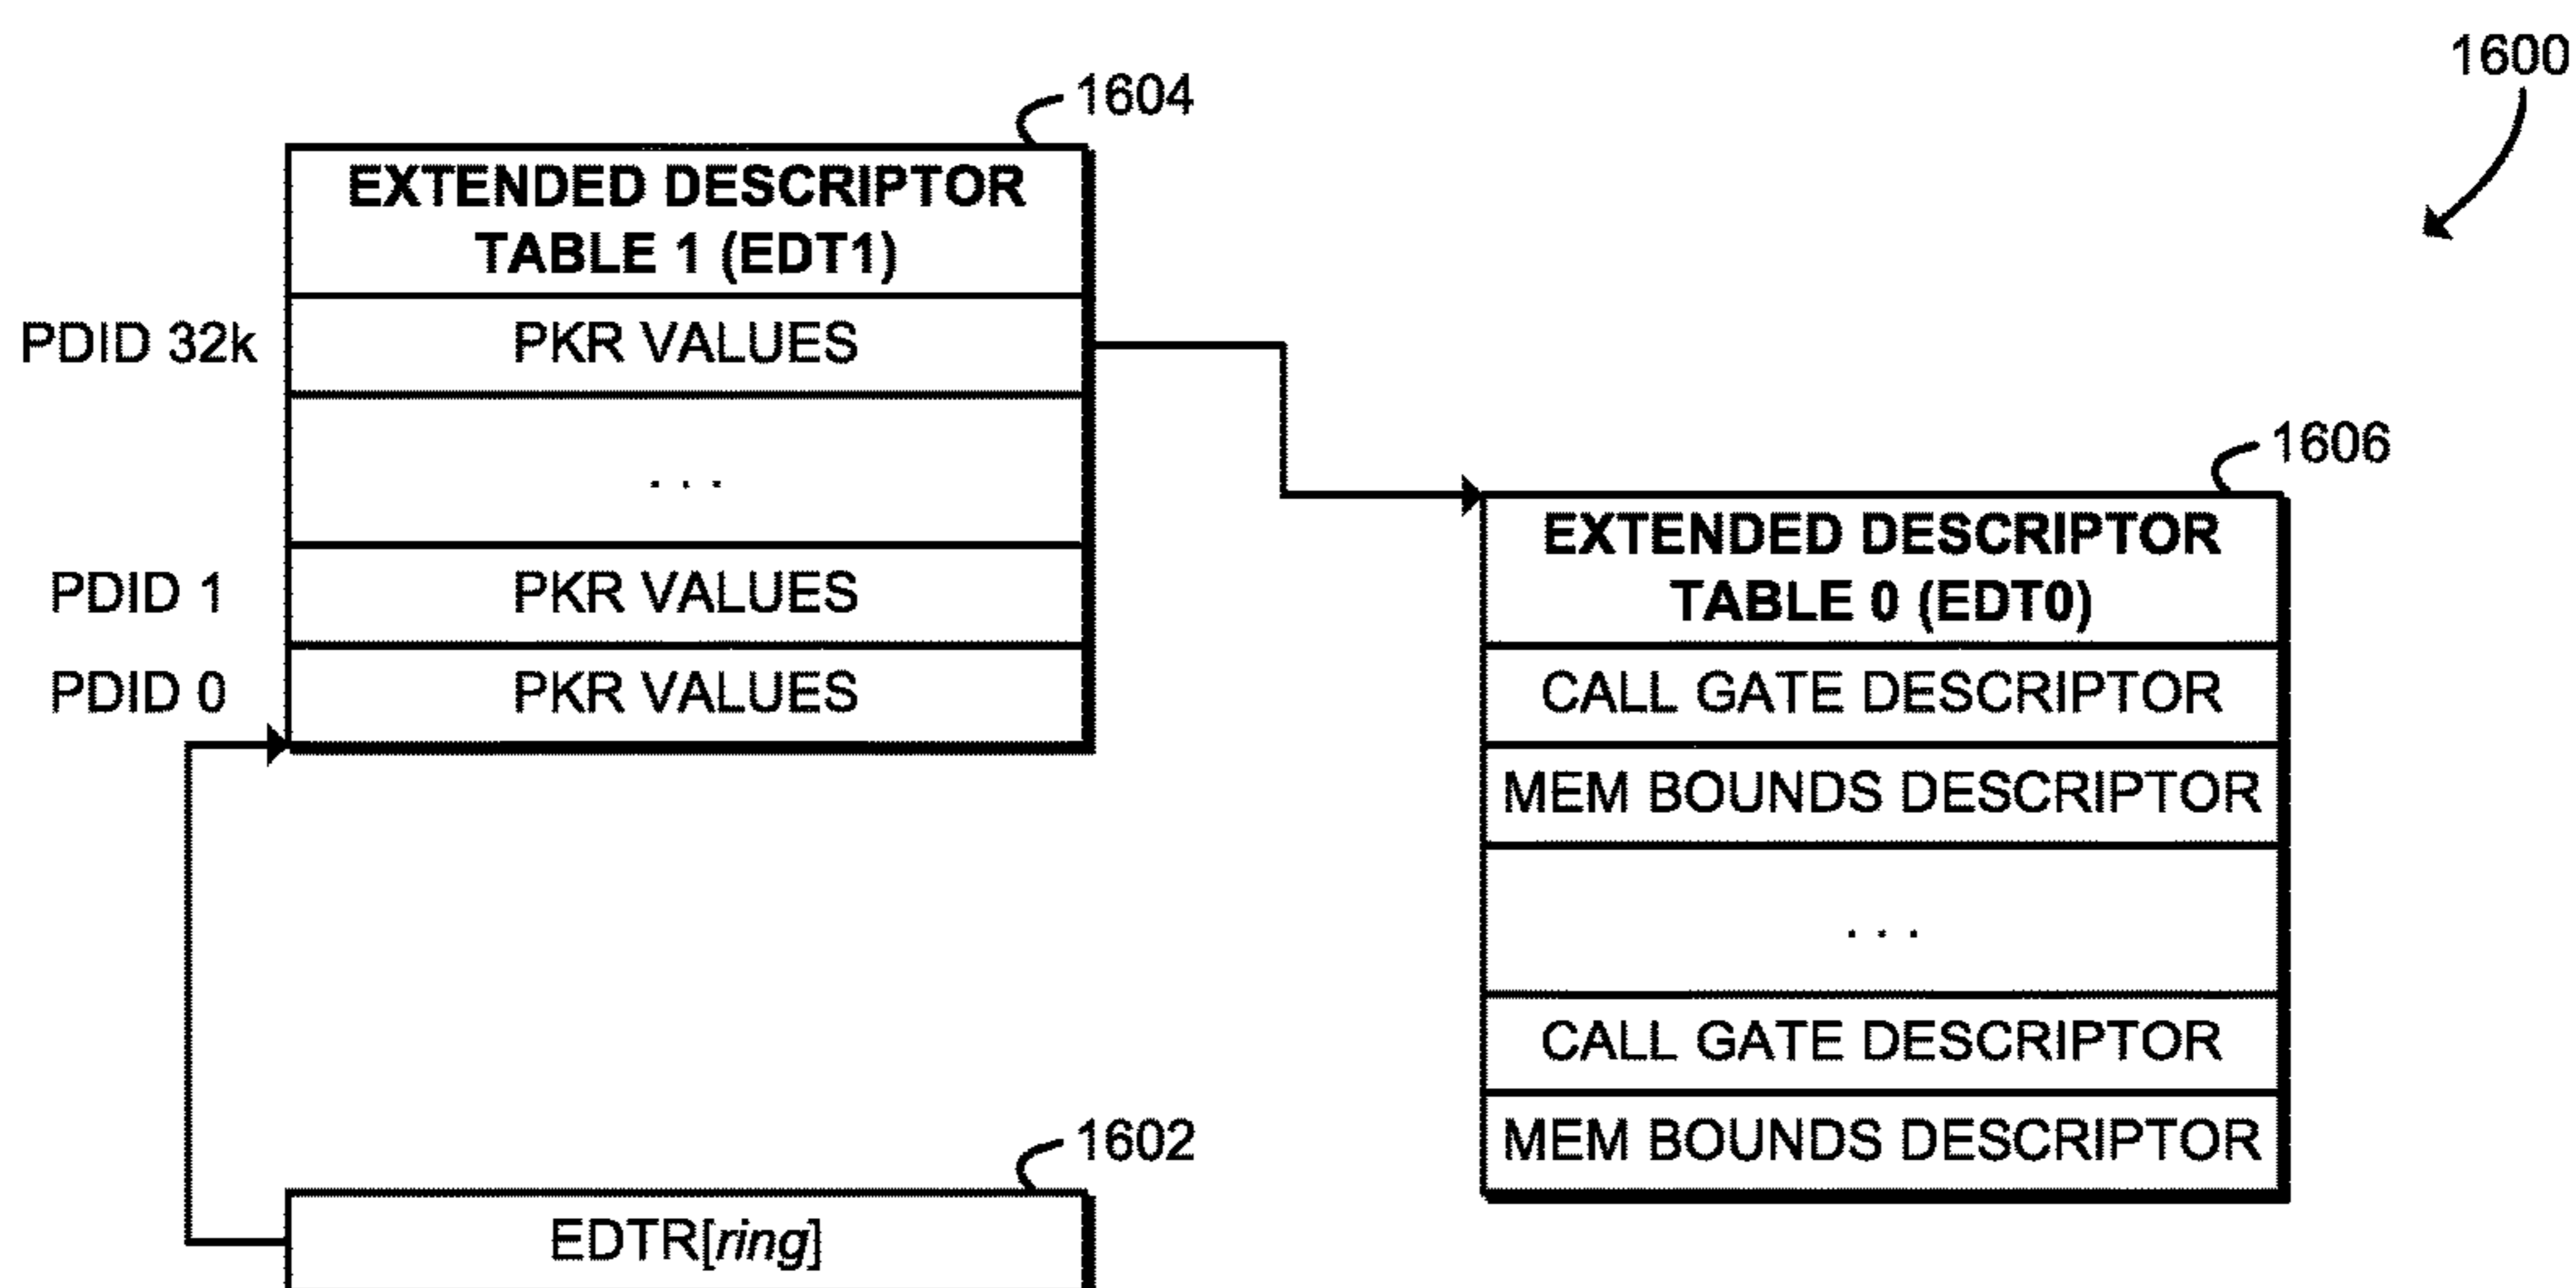 1600
1604
EXTENDED DESCRIPTOR
TABLE 1 (EDT1)
PDID 32k PKR VALUES
. . .
PDID 1 PKR VALUES
PDID 0 PKR VALUES
1606
EXTENDED DESCRIPTOR
TABLE 0 (EDT0)
CALL GATE DESCRIPTOR
MEM BOUNDS DESCRIPTOR
. . .
CALL GATE DESCRIPTOR
MEM BOUNDS DESCRIPTOR
1602
EDTR[ring]